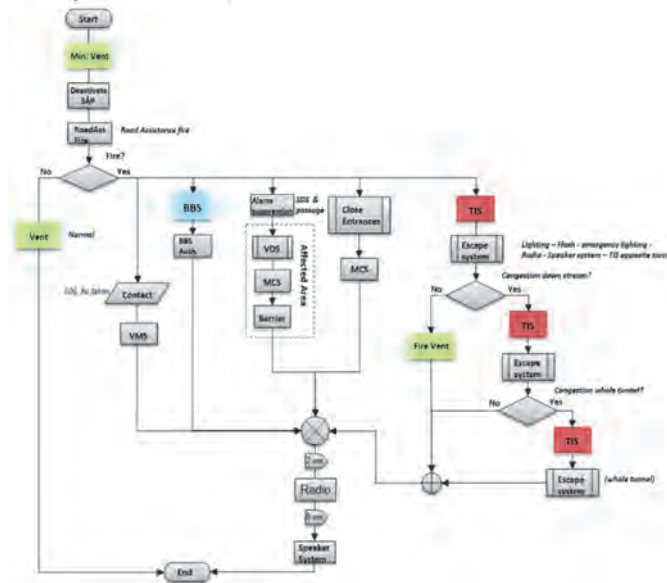 Start
Min. Vent
Deactivate
SÄP
RoadAss
Fire
Road Assistance fire
Fire?
No
Yes
Vent
Normal
BBS
BBS
Auth.
Alarm
SOS &
passage
Close
Entrances
TIS
Escape
system
- Lighting – Flash - emergency lighting -
Radio - Speaker system – TIS opposite
VDS
MCS
Barrier
Affected Area
MCS
Contact
VMS
Congestion down stream?
No
Yes
Fire Vent
TIS
Escape
system
Congestion whole tunnel?
No
Yes
TIS
Escape
system
(whole tunnel)
Radio
Speaker
System
End